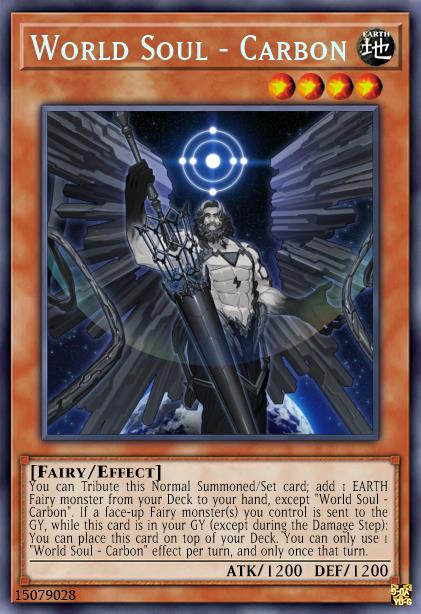 World Soul - Carbon
EARTH
地
[Fairy/Effect]
You can Tribute this Normal Summoned/Set card; add 1 EARTH
Fairy monster from your Deck to your hand, except "World Soul -
Carbon". If a face-up Fairy monster(s) you control is sent to the
GY, while this card is in your GY (except during the Damage Step):
You can place this card on top of your Deck. You can only use 1
"World Soul - Carbon" effect per turn, and only once that turn.
ATK/1200 DEF/1200
15079028